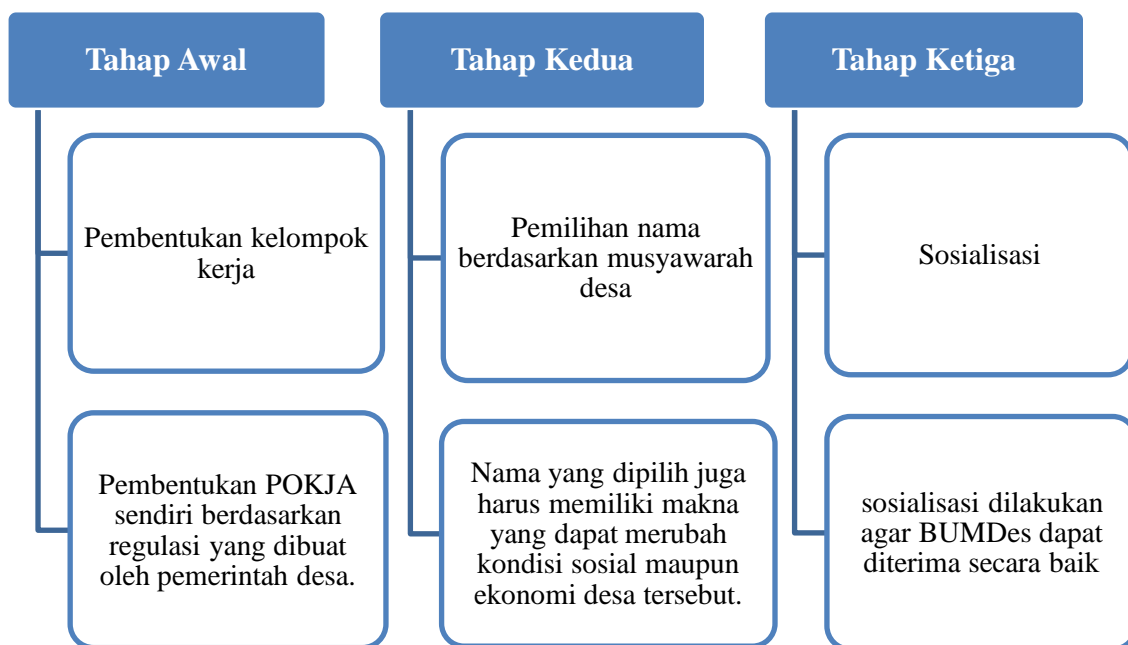 Tahap Awal
Pembentukan kelompok
kerja
Pembentukan POKJA
sendiri berdasarkan
regulasi yang dibuat
oleh pemerintah desa.
Tahap Kedua
Pemilihan nama
berdasarkan musyawarah
desa
Nama yang dipilih juga
harus memiliki makna
yang dapat merubah
kondisi sosial maupun
ekonomi desa tersebut.
Tahap Ketiga
Sosialisasi
sosialisasi dilakukan
agar BUMDes dapat
diterima secara baik